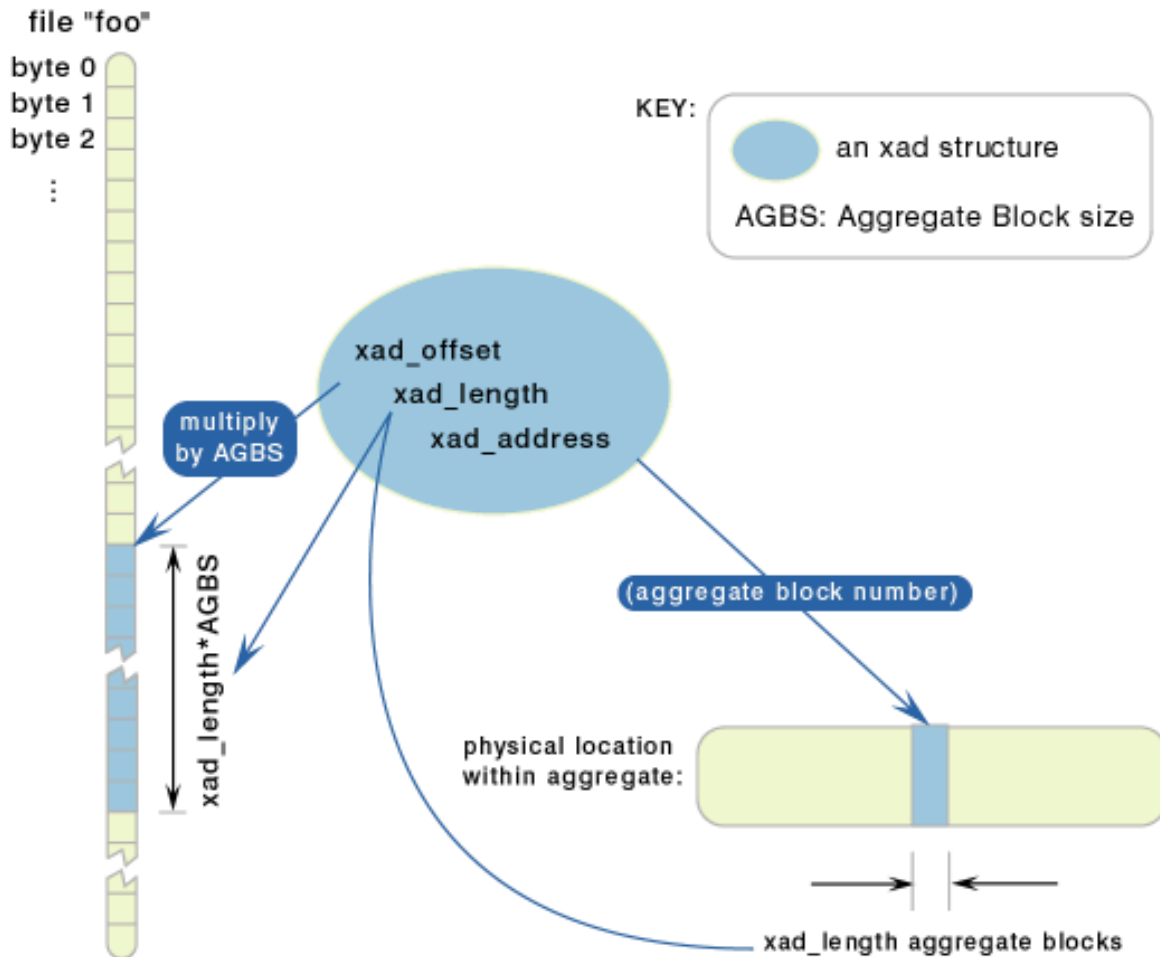 file "foo"
byte 0
byte 1
byte 2
...
KEY:
an xad structure
AGBS: Aggregate Block size
xad_offset
xad_length
xad_address
multiply
by AGBS
xad_length*AGBS
(aggregate block number)
physical location
within aggregate:
xad_length aggregate blocks